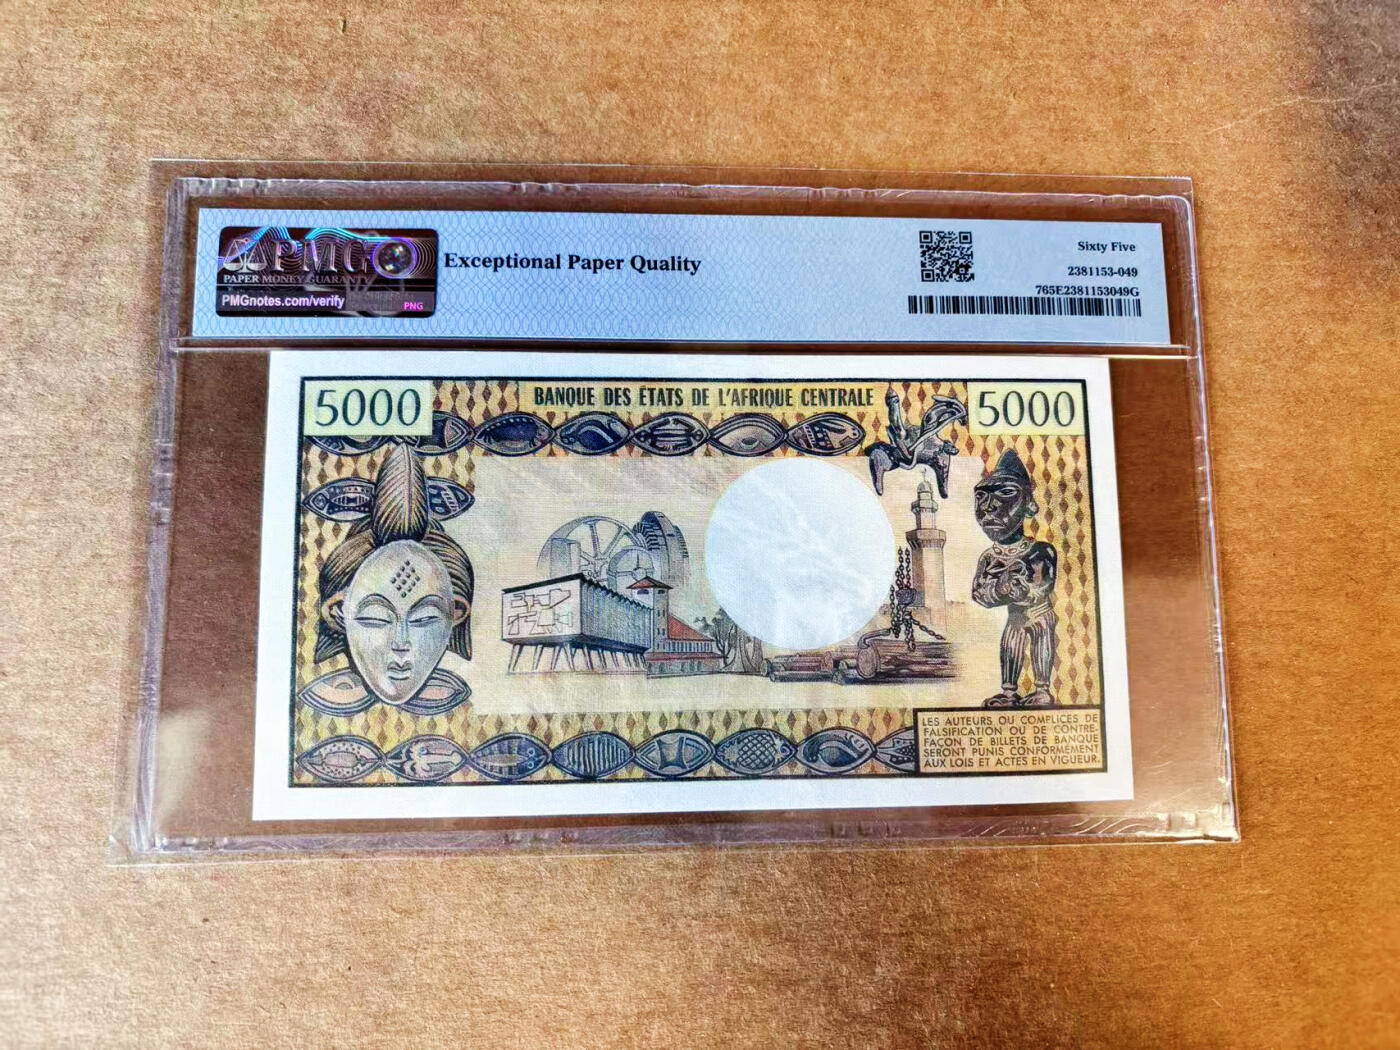 PMG
PAPER MONEY GUARANTY
PMGnotes.com/verify
PNG
Exceptional Paper Quality
Sixty Five
2381153-049
765E2381153049G
5000
BANQUE DES ÉTATS DE L'AFRIQUE CENTRALE
5000
LES AUTEURS OU COMPLICES DE
FALSIFICATION OU DE CONTRE-
FAÇON DE BILLETS DE BANQUE
SERONT PUNIS CONFORMÉMENT
AUX LOIS ET ACTES EN VIGUEUR.